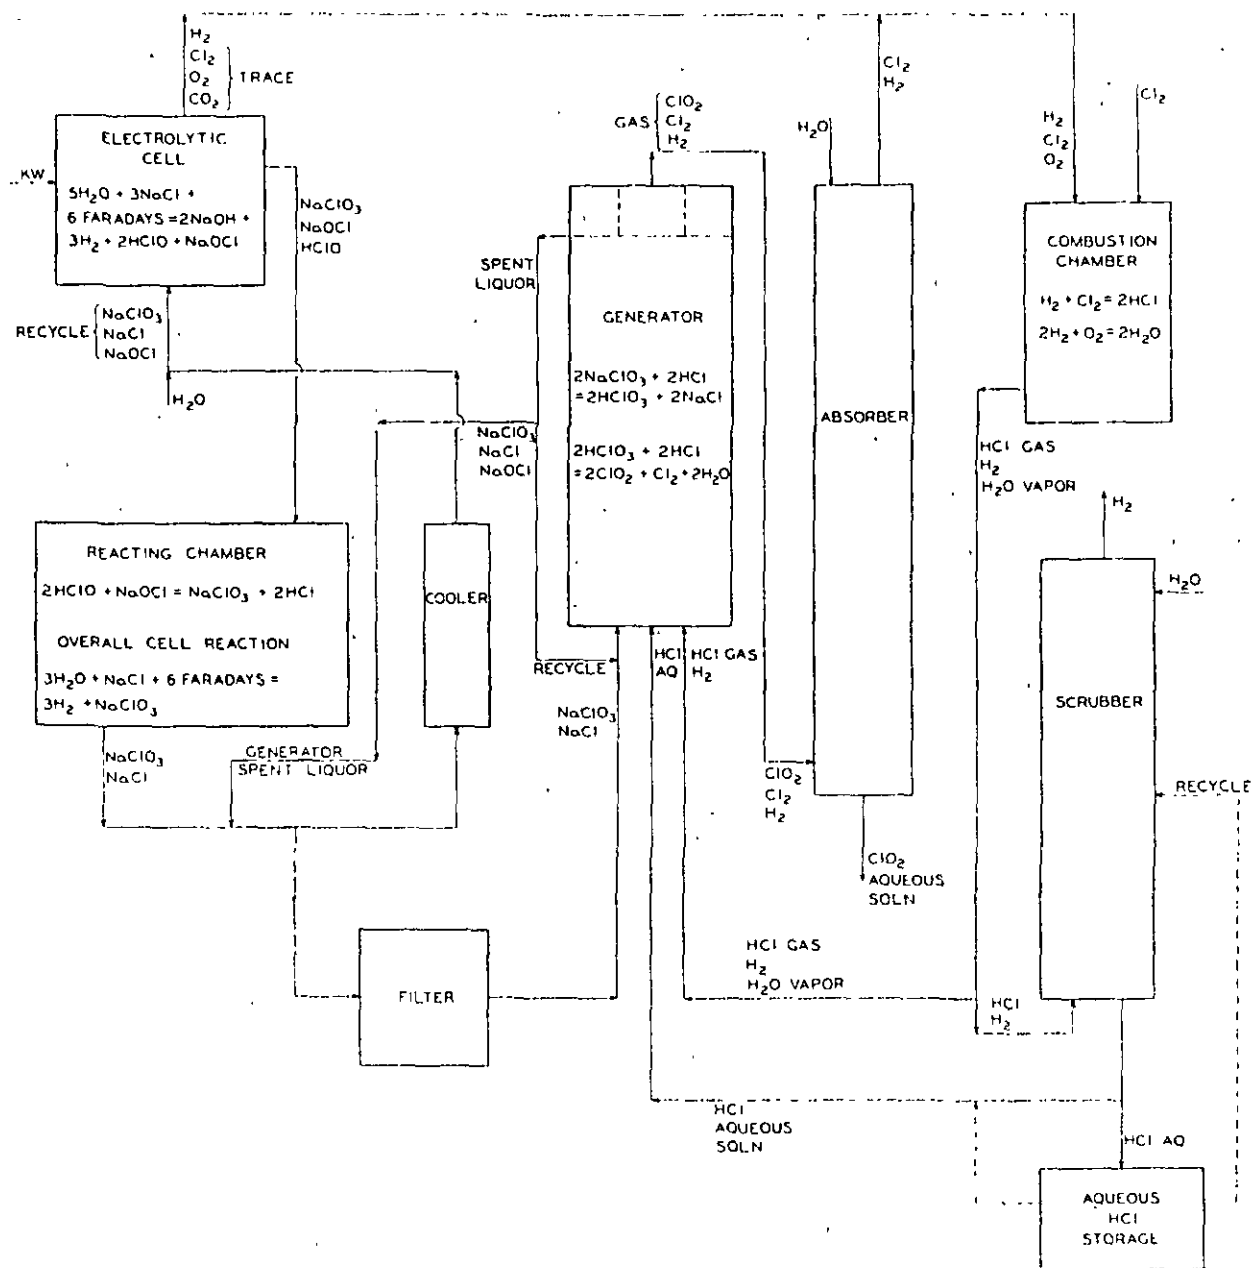 H₂
Cl₂
O₂
CO₂
TRACE
ELECTROLYTIC
CELL
5H₂O + 3NaCl +
6 FARADAYS = 2NaOH +
3H₂ + 2HClO + NaOCl
KW
NaClO₃
NaOCl
HClO
RECYCLE
NaClO₃
NaCl
NaOCl
H₂O
REACTING CHAMBER
2HClO + NaOCl = NaClO₃ + 2HCl
OVERALL CELL REACTION
3H₂O + NaCl + 6 FARADAYS =
3H₂ + NaClO₃
NaClO₃
NaCl
GENERATOR
SPENT LIQUOR
COOLER
FILTER
GAS
ClO₂
Cl₂
H₂
SPENT
LIQUOR
GENERATOR
2NaClO₃ + 2HCl
= 2HClO₃ + 2NaCl
2HClO₃ + 2HCl
= 2ClO₂ + Cl₂ + 2H₂O
NaClO₃
NaCl
NaOCl
RECYCLE
NaClO₃
NaCl
HCl
AQ
HCl GAS
H₂
H₂O
Cl₂
H₂
ABSORBER
ClO₂
Cl₂
H₂
ClO₂
AQUEOUS
SOLN
H₂
Cl₂
O₂
Cl₂
COMBUSTION
CHAMBER
H₂ + Cl₂ = 2HCl
2H₂ + O₂ = 2H₂O
HCl GAS
H₂
H₂O VAPOR
H₂
H₂O
SCRUBBER
RECYCLE
HCl GAS
H₂
H₂O VAPOR
HCl
H₂
HCl
AQUEOUS
SOLN
HCl AQ
AQUEOUS
HCl
STORAGE